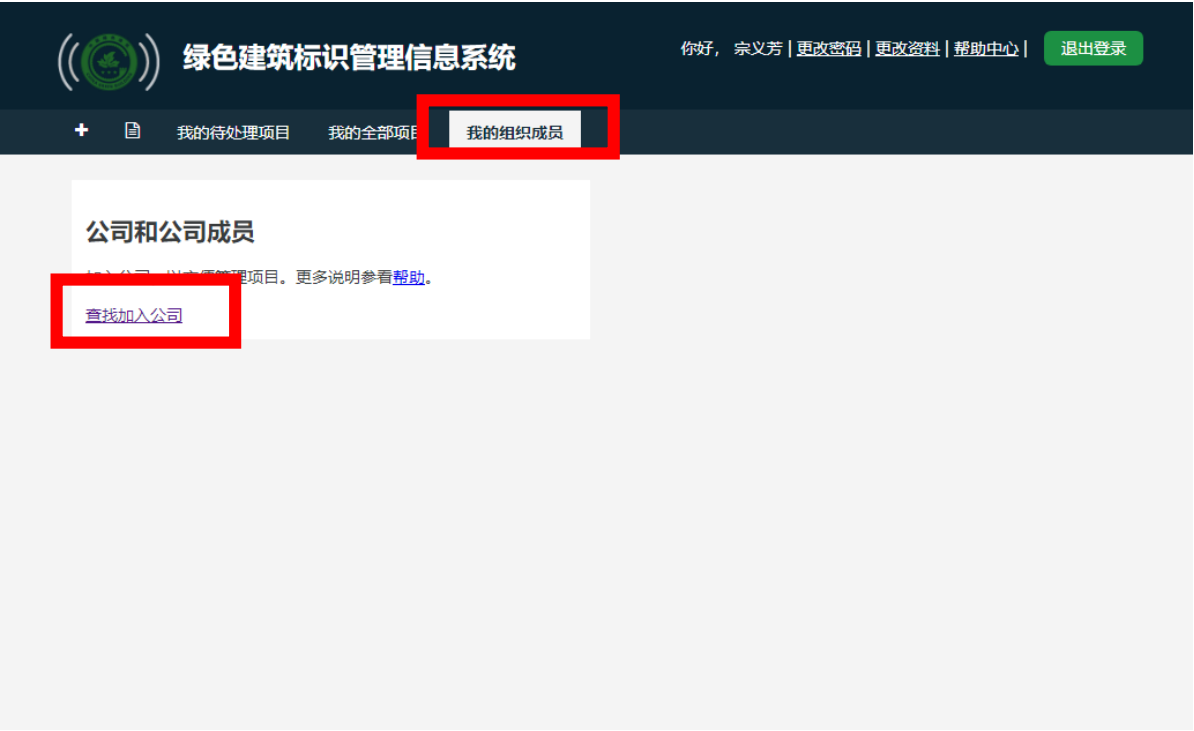 绿色建筑标识管理信息系统
你好， 宗义芳 | 更改密码 | 更改资料 | 帮助中心 | 退出登录
我的待处理项目 我的全部项目 我的组织成员
公司和公司成员
管理项目。更多说明参看帮助。
查找加入公司